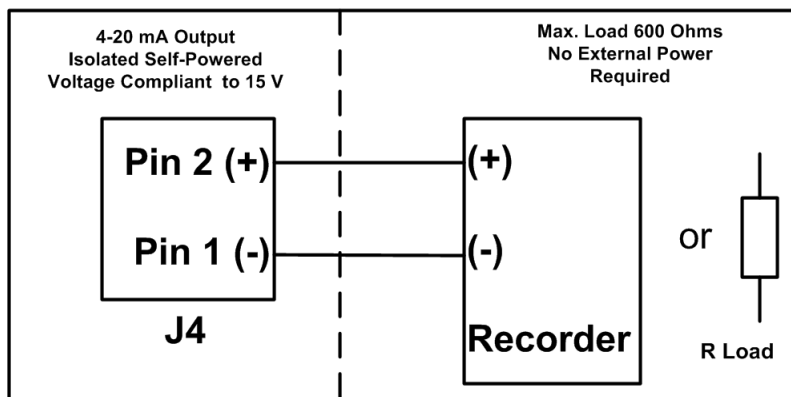 4-20 mA Output
Isolated Self-Powered
Voltage Compliant to 15 V
Max. Load 600 Ohms
No External Power
Required
Pin 2 (+)
Pin 1 (-)
J4
(+)
(-)
Recorder
or
R Load